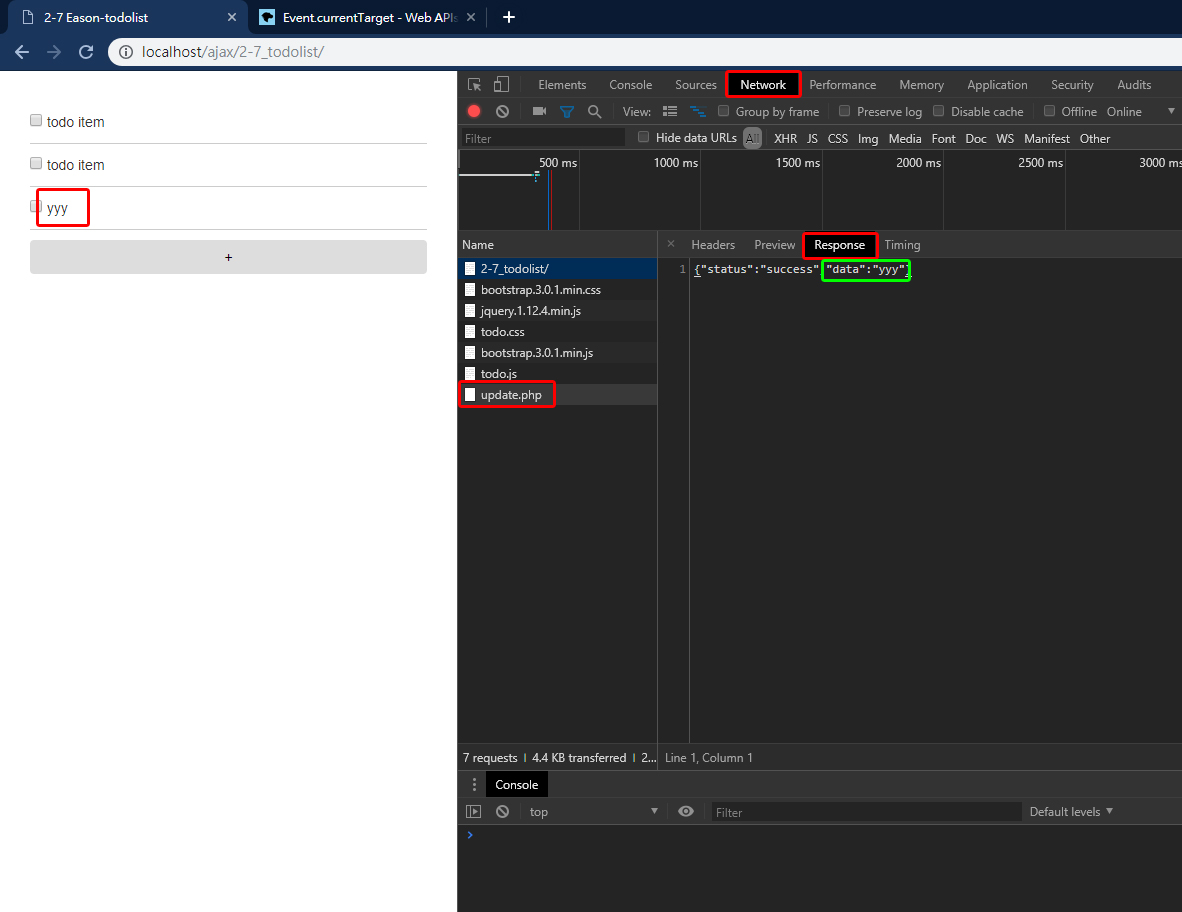 2-7 Eason-todolist
Event.currentTarget - Web APIs
localhost/ajax/2-7_todolist/
todo item
todo item
yyy
+
Elements Console Sources Network Performance Memory Application Security Audits
View: Group by frame Preserve log Disable cache Offline Online
Filter Hide data URLs All XHR JS CSS Img Media Font Doc WS Manifest Other
500 ms 1000 ms 1500 ms 2000 ms 2500 ms 3000 ms
Name
Headers Preview Response Timing
2-7_todolist/
bootstrap.3.0.1.min.css
jquery.1.12.4.min.js
todo.css
bootstrap.3.0.1.min.js
todo.js
update.php
1 {"status":"success","data":"yyy"}
7 requests 4.4 KB transferred 2...
Line 1, Column 1
Console
top Filter Default levels